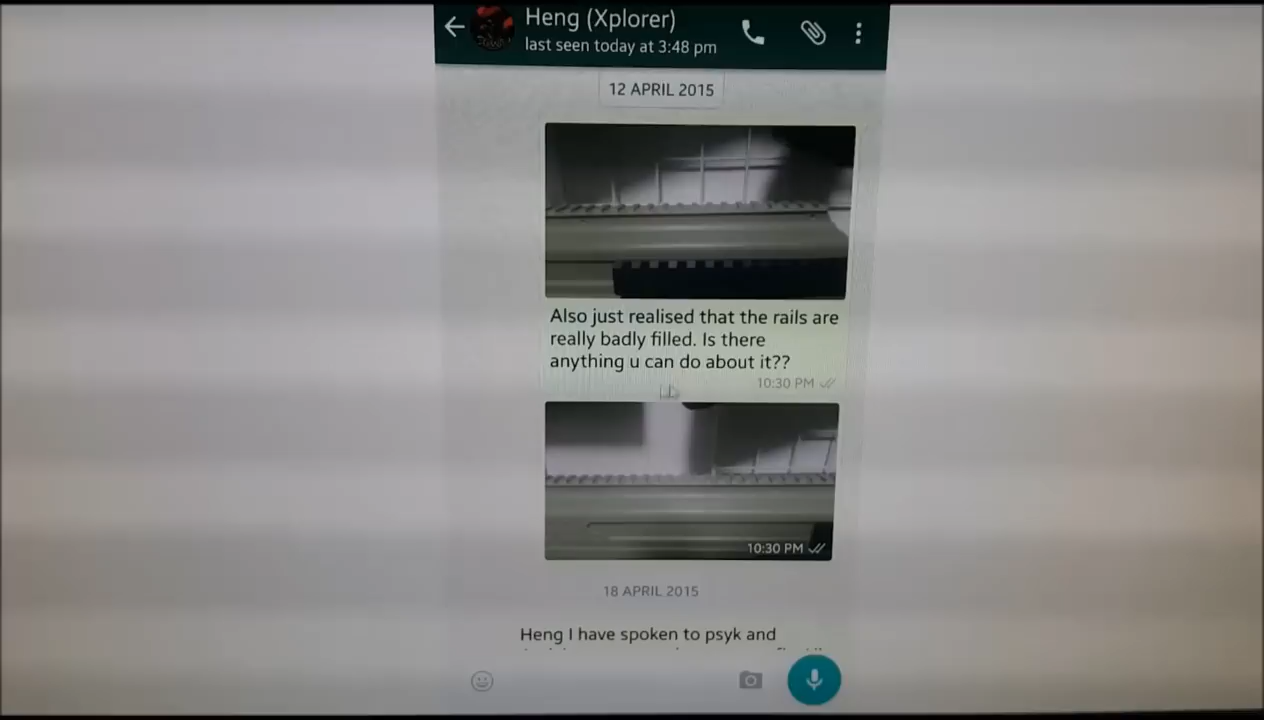 Heng (Xplorer)
last seen today at 3:48 pm
12 APRIL 2015
Also just realised that the rails are
really badly filled. Is there
anything u can do about it??
10:30 PM
10:30 PM
18 APRIL 2015
Heng I have spoken to psyk and